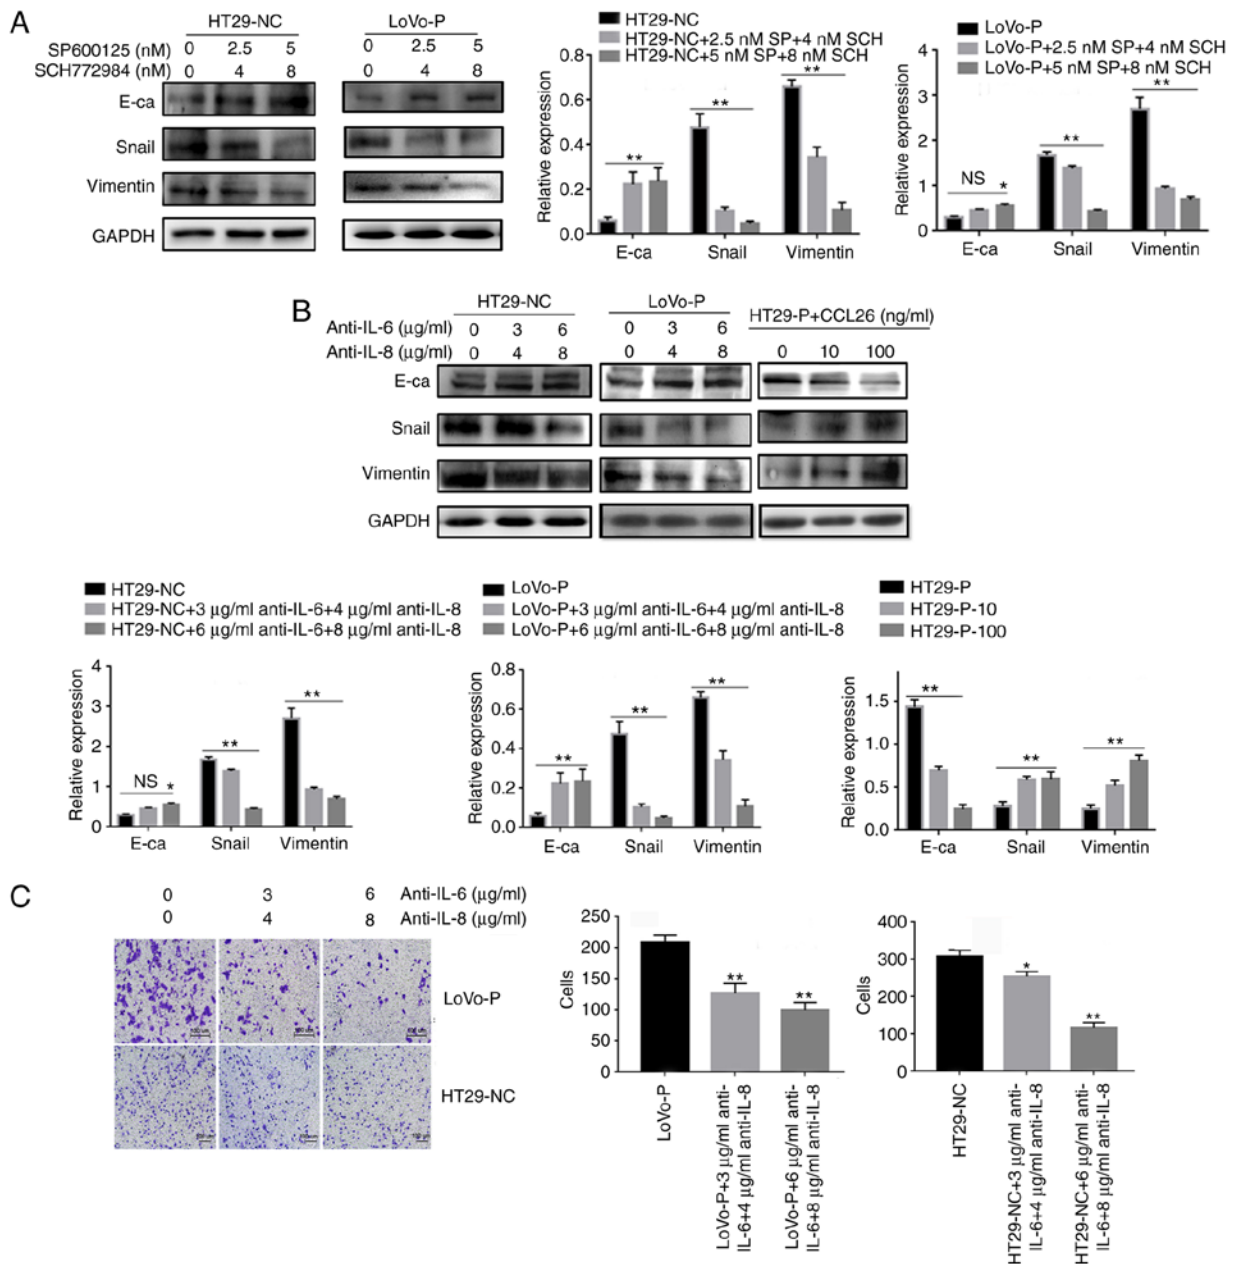 A
HT29-NC
LoVo-P
SP600125 (nM) 0 2.5 5 0 2.5 5
SCH772984 (nM) 0 4 8 0 4 8
E-ca
Snail
Vimentin
GAPDH
HT29-NC
HT29-NC+2.5 nM SP+4 nM SCH
HT29-NC+5 nM SP+8 nM SCH
Relative expression
0.8
0.6
0.4
0.2
0.0
**
**
**
E-ca Snail Vimentin
LoVo-P
LoVo-P+2.5 nM SP+4 nM SCH
LoVo-P+5 nM SP+8 nM SCH
Relative expression
4
3
2
1
0
NS *
**
**
E-ca Snail Vimentin
B
HT29-NC
LoVo-P
HT29-P+CCL26 (ng/ml)
Anti-IL-6 (μg/ml) 0 3 6 0 3 6
Anti-IL-8 (μg/ml) 0 4 8 0 4 8 0 10 100
E-ca
Snail
Vimentin
GAPDH
HT29-NC
HT29-NC+3 μg/ml anti-IL-6+4 μg/ml anti-IL-8
HT29-NC+6 μg/ml anti-IL-6+8 μg/ml anti-IL-8
Relative expression
4
3
2
1
0
NS *
**
**
E-ca Snail Vimentin
LoVo-P
LoVo-P+3 μg/ml anti-IL-6+4 μg/ml anti-IL-8
LoVo-P+6 μg/ml anti-IL-6+8 μg/ml anti-IL-8
Relative expression
0.8
0.6
0.4
0.2
0.0
**
**
**
E-ca Snail Vimentin
HT29-P
HT29-P-10
HT29-P-100
Relative expression
1.5
1.0
0.5
0.0
**
**
**
E-ca Snail Vimentin
C
0 3 6 Anti-IL-6 (μg/ml)
0 4 8 Anti-IL-8 (μg/ml)
LoVo-P
HT29-NC
Cells
250
200
150
100
50
0
**
**
LoVo-P
LoVo-P+3 μg/ml anti-
IL-6+4 μg/ml anti-IL-8
LoVo-P+6 μg/ml anti-
IL-6+8 μg/ml anti-IL-8
Cells
400
300
200
100
0
*
**
HT29-NC
HT29-NC+3 μg/ml anti-
IL-6+4 μg/ml anti-IL-8
HT29-NC+6 μg/ml anti-
IL-6+8 μg/ml anti-IL-8